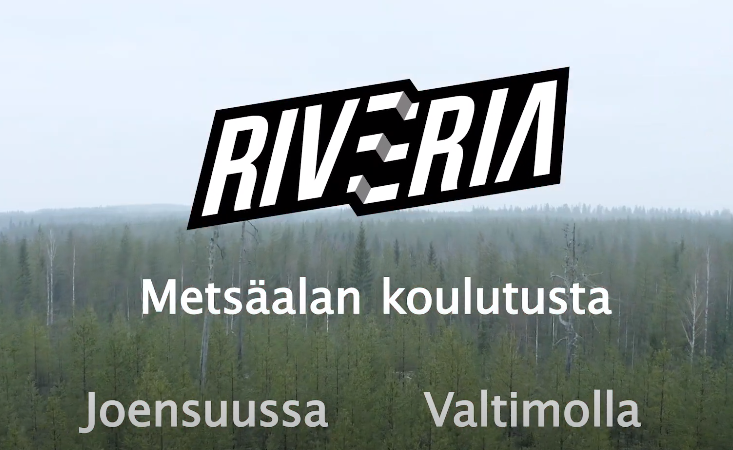 RIVERIA
Metsäalan koulutusta
Joensuussa Valtimolla